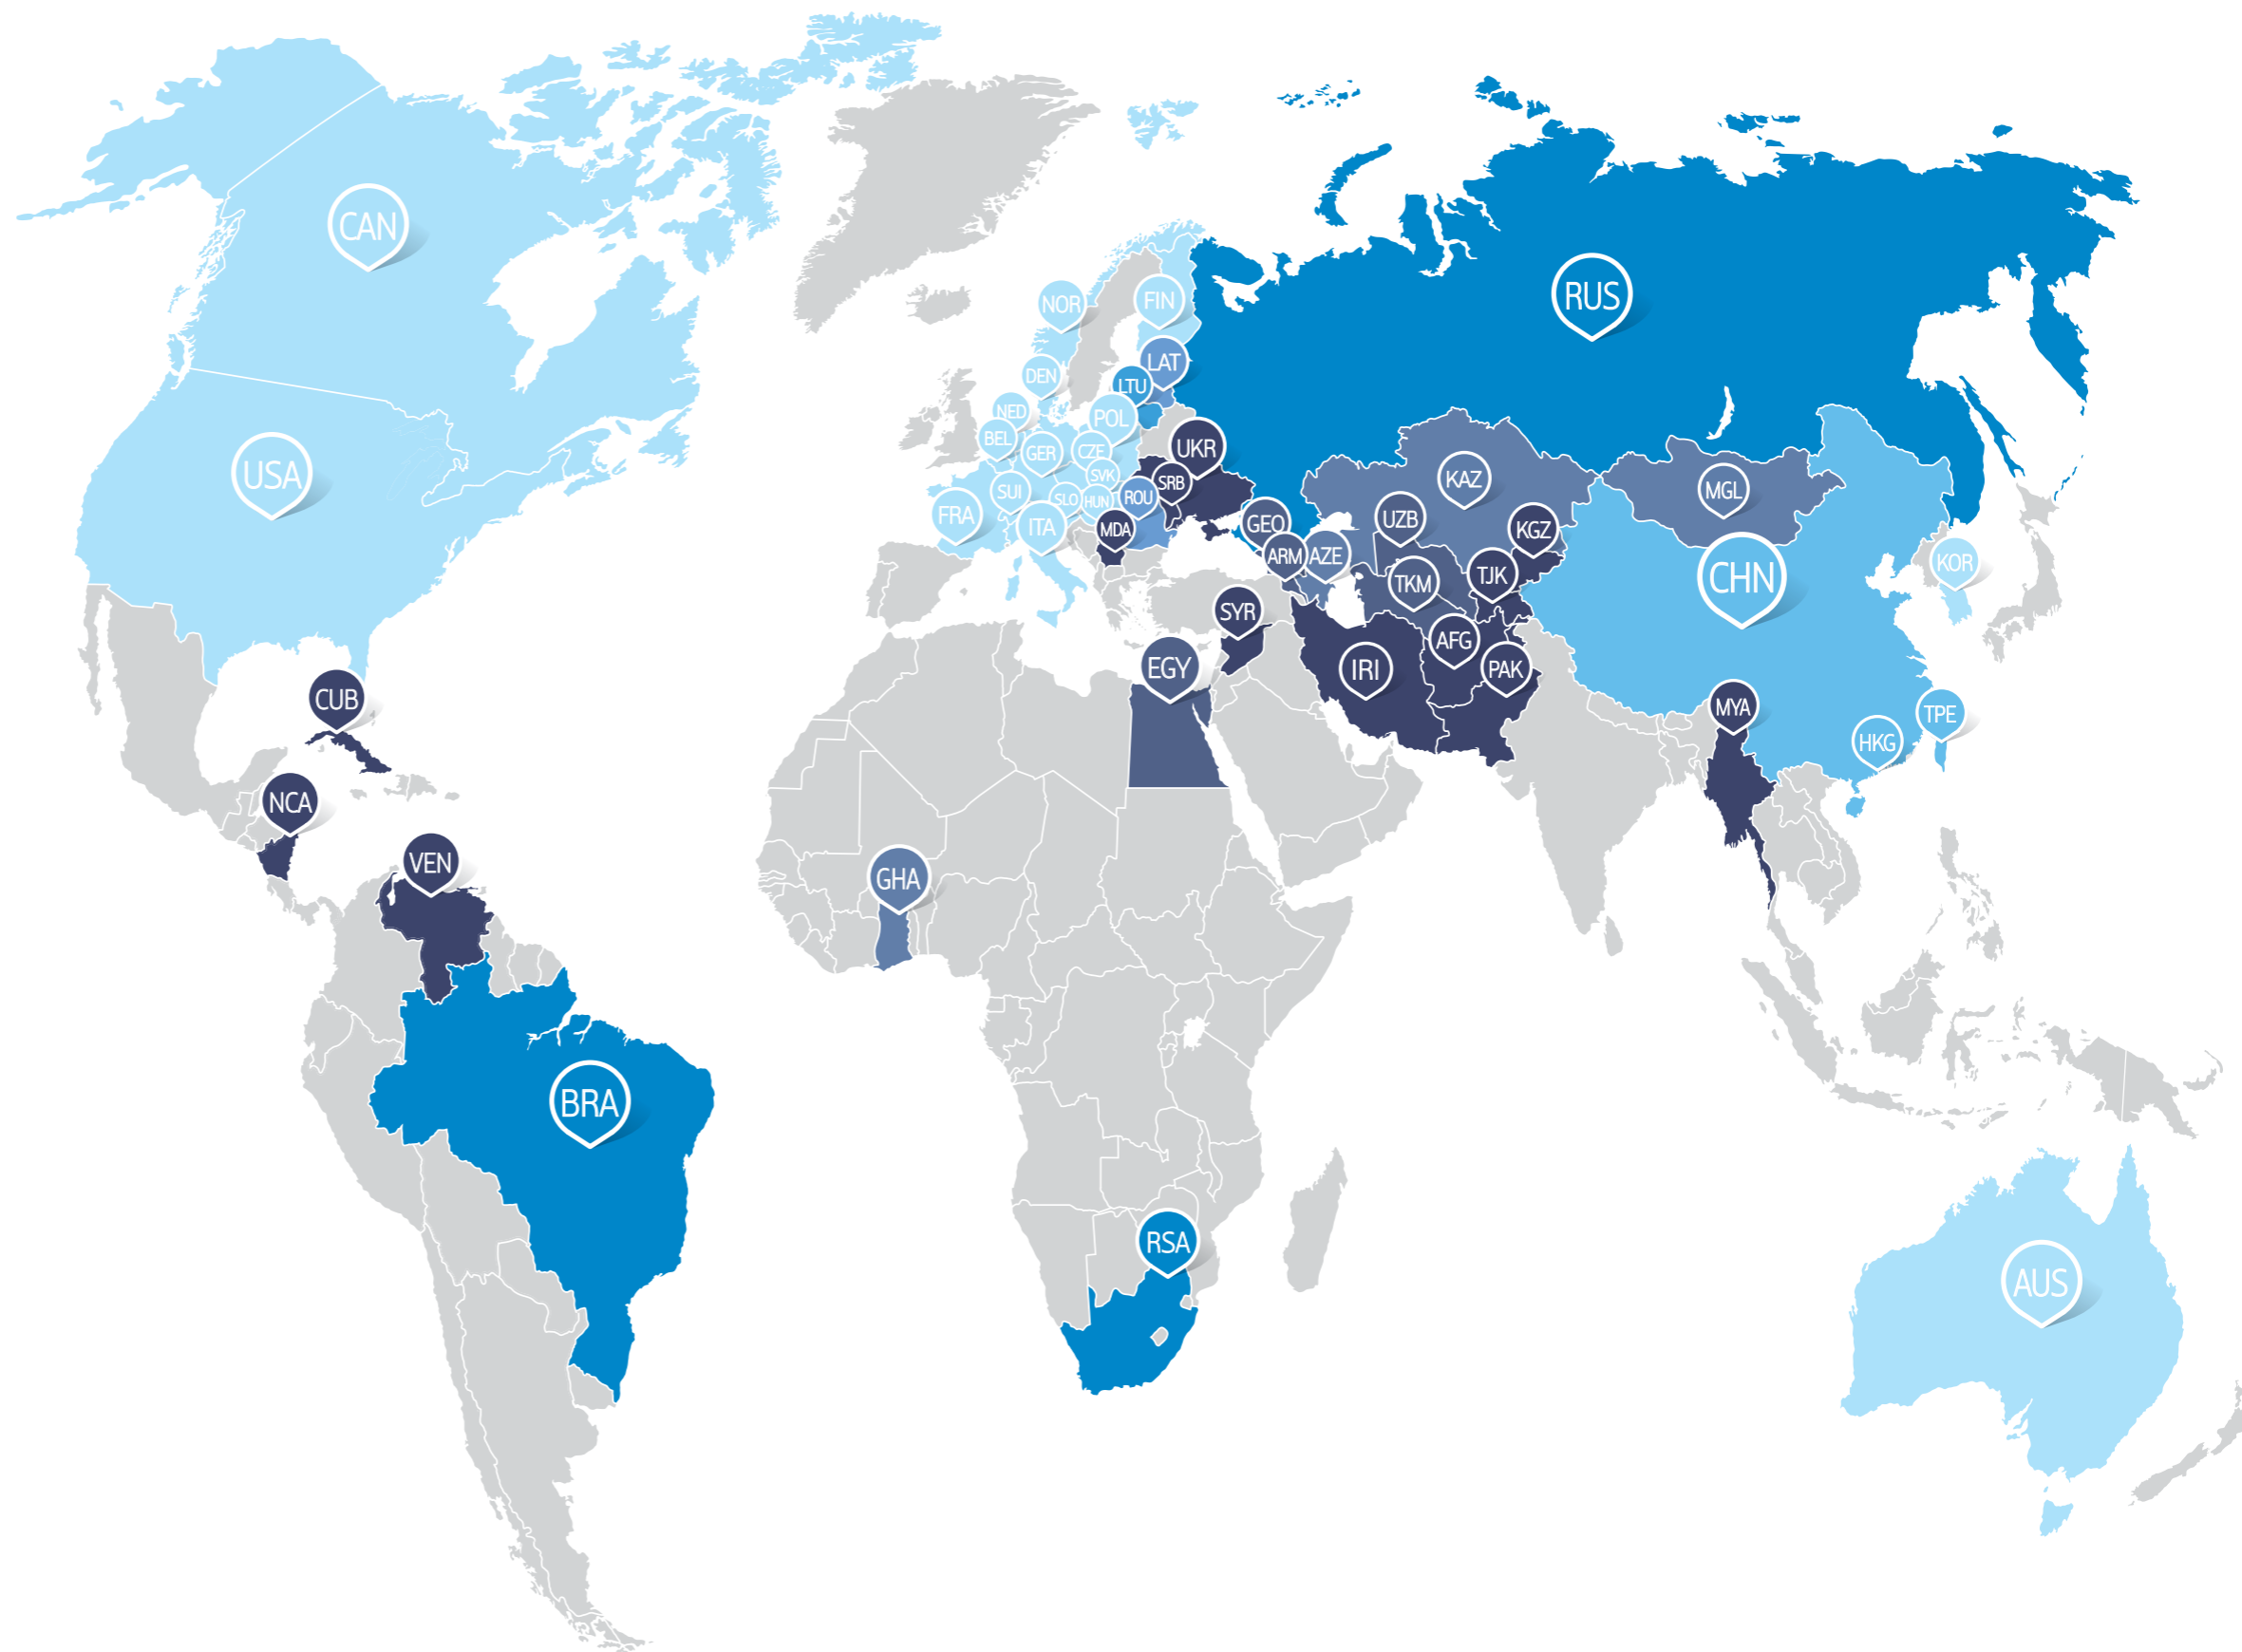 CAN
RUS
NOR
FIN
LAT
DEN
LTU
NED
POL
BEL
GER
CZE
UKR
USA
SVK
SRB
KAZ
MGL
SUI
SLO
HUN
ROU
FRA
ITA
MDA
GEO
UZB
KGZ
ARM
AZE
KOR
CHN
TKM
TJK
SYR
AFG
EGY
IRI
PAK
CUB
MYA
TPE
HKG
NCA
VEN
GHA
BRA
RSA
AUS